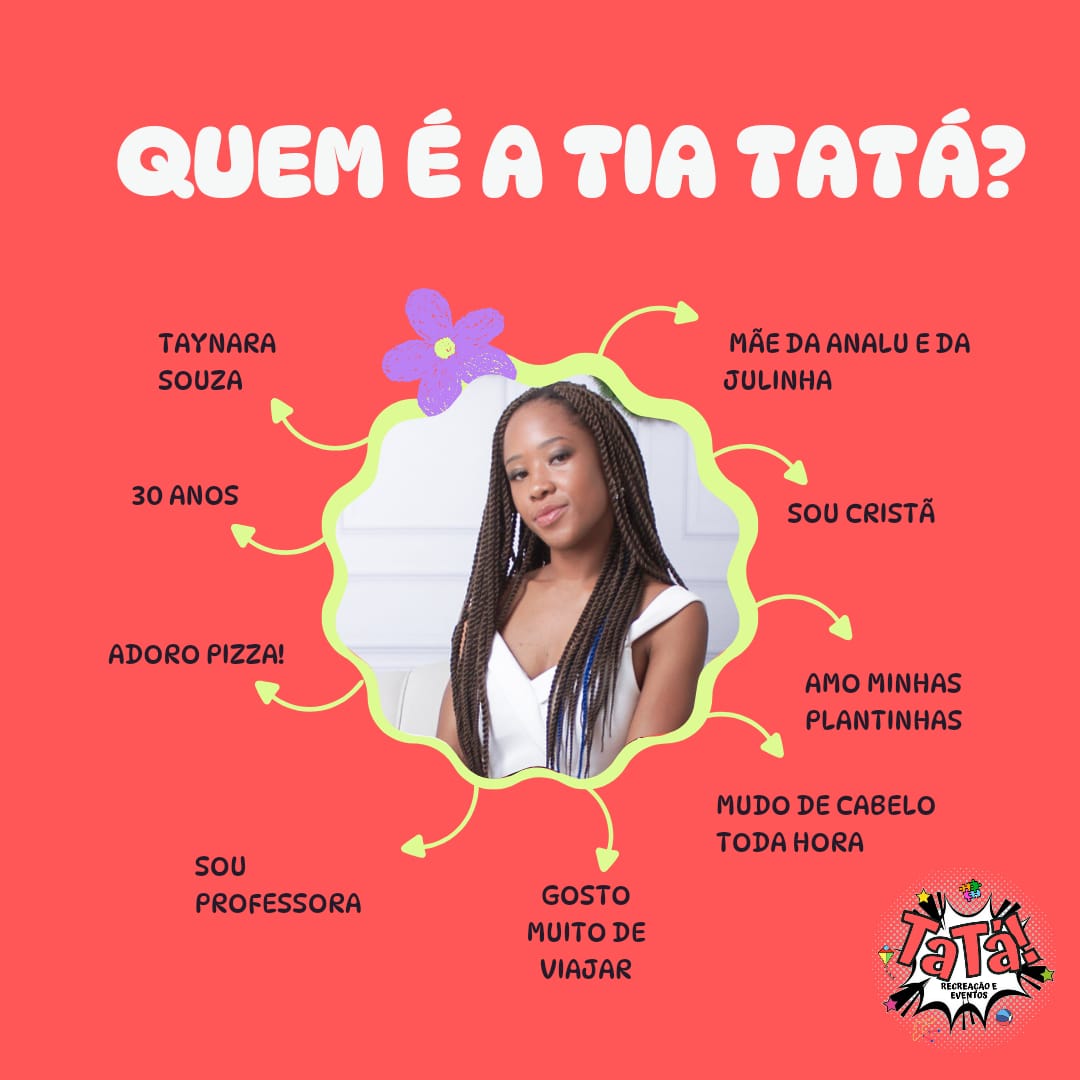 QUEM É A TIA TATÁ?
TAYNARA
SOUZA
30 ANOS
ADORO PIZZA!
SOU
PROFESSORA
GOSTO
MUITO DE
VIAJAR
MÃE DA ANALU E DA
JULINHA
SOU CRISTÃ
AMO MINHAS
PLANTINHAS
MUDO DE CABELO
TODA HORA
TaTá!
RECREAÇÃO E
EVENTOS